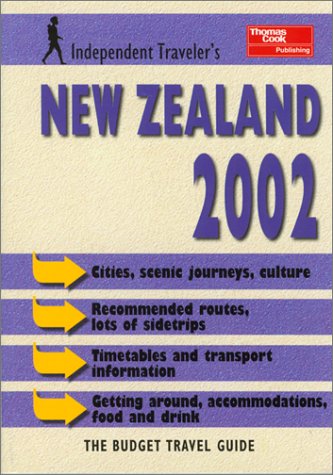 Independent Traveler's
Thomas
Cook
Publishing
NEW ZEALAND
2002
Cities, scenic journeys, culture
Recommended routes,
lots of sidetrips
Timetables and transport
information
Getting around, accommodations,
food and drink
THE BUDGET TRAVEL GUIDE